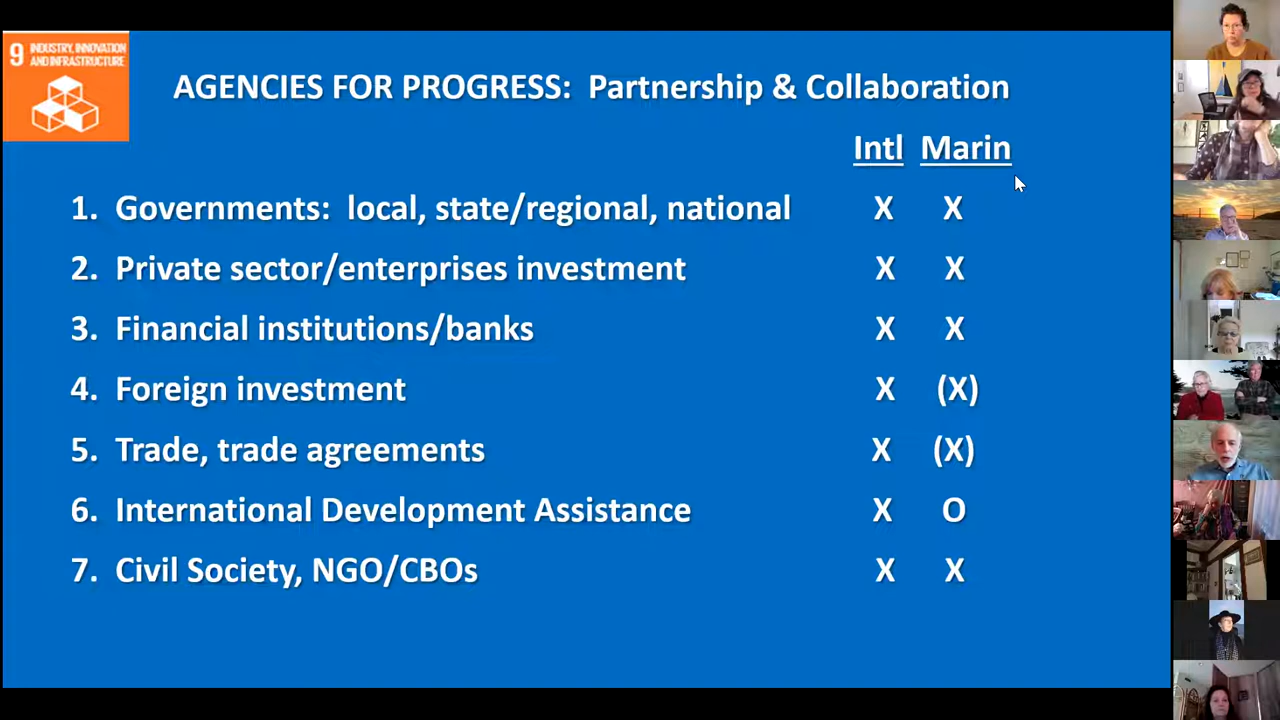 9 INDUSTRY, INNOVATION
AND INFRASTRUCTURE
AGENCIES FOR PROGRESS: Partnership & Collaboration
Intl Marin
1. Governments: local, state/regional, national X X
2. Private sector/enterprises investment X X
3. Financial institutions/banks X X
4. Foreign investment X (X)
5. Trade, trade agreements X (X)
6. International Development Assistance X O
7. Civil Society, NGO/CBOs X X